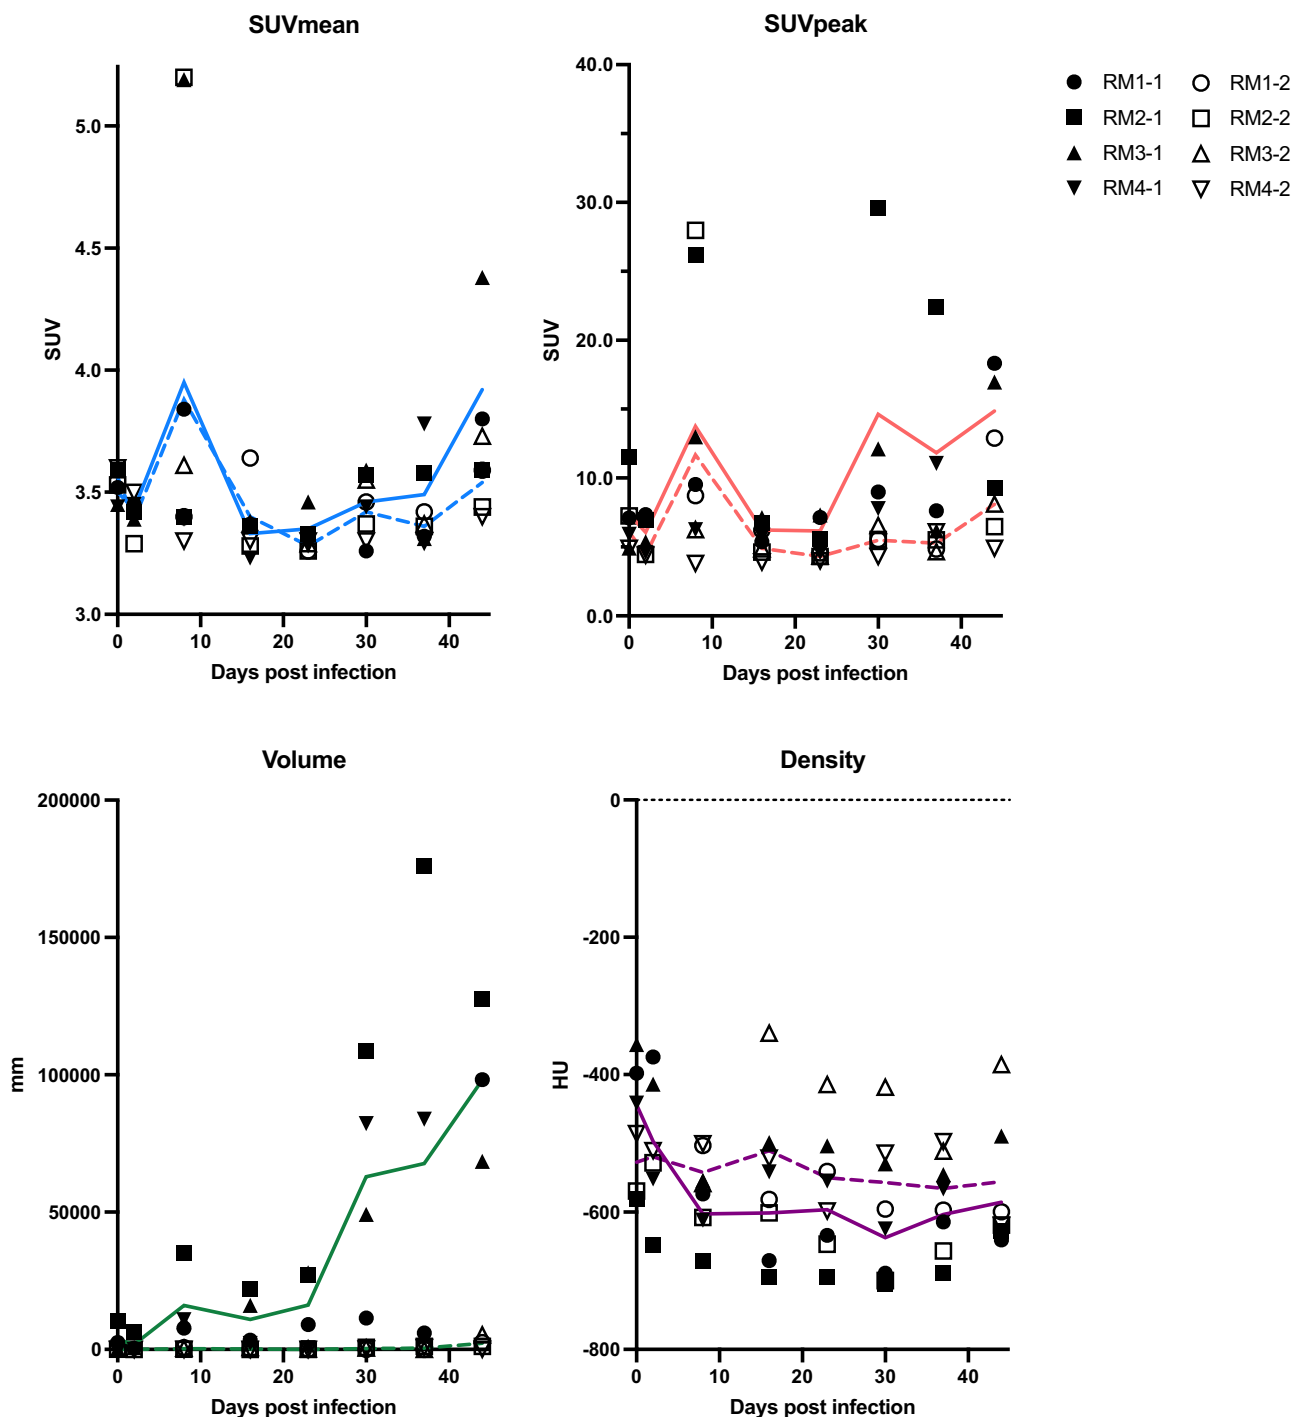 SUVmean
SUV
5.0
4.5
4.0
3.5
3.0
0 10 20 30 40
Days post infection
SUVpeak
SUV
40.0
30.0
20.0
10.0
0.0
0 10 20 30 40
Days post infection
RM1-1 RM1-2
RM2-1 RM2-2
RM3-1 RM3-2
RM4-1 RM4-2
Volume
mm
200000
150000
100000
50000
0
0 10 20 30 40
Days post infection
Density
HU
0
-200
-400
-600
-800
0 10 20 30 40
Days post infection